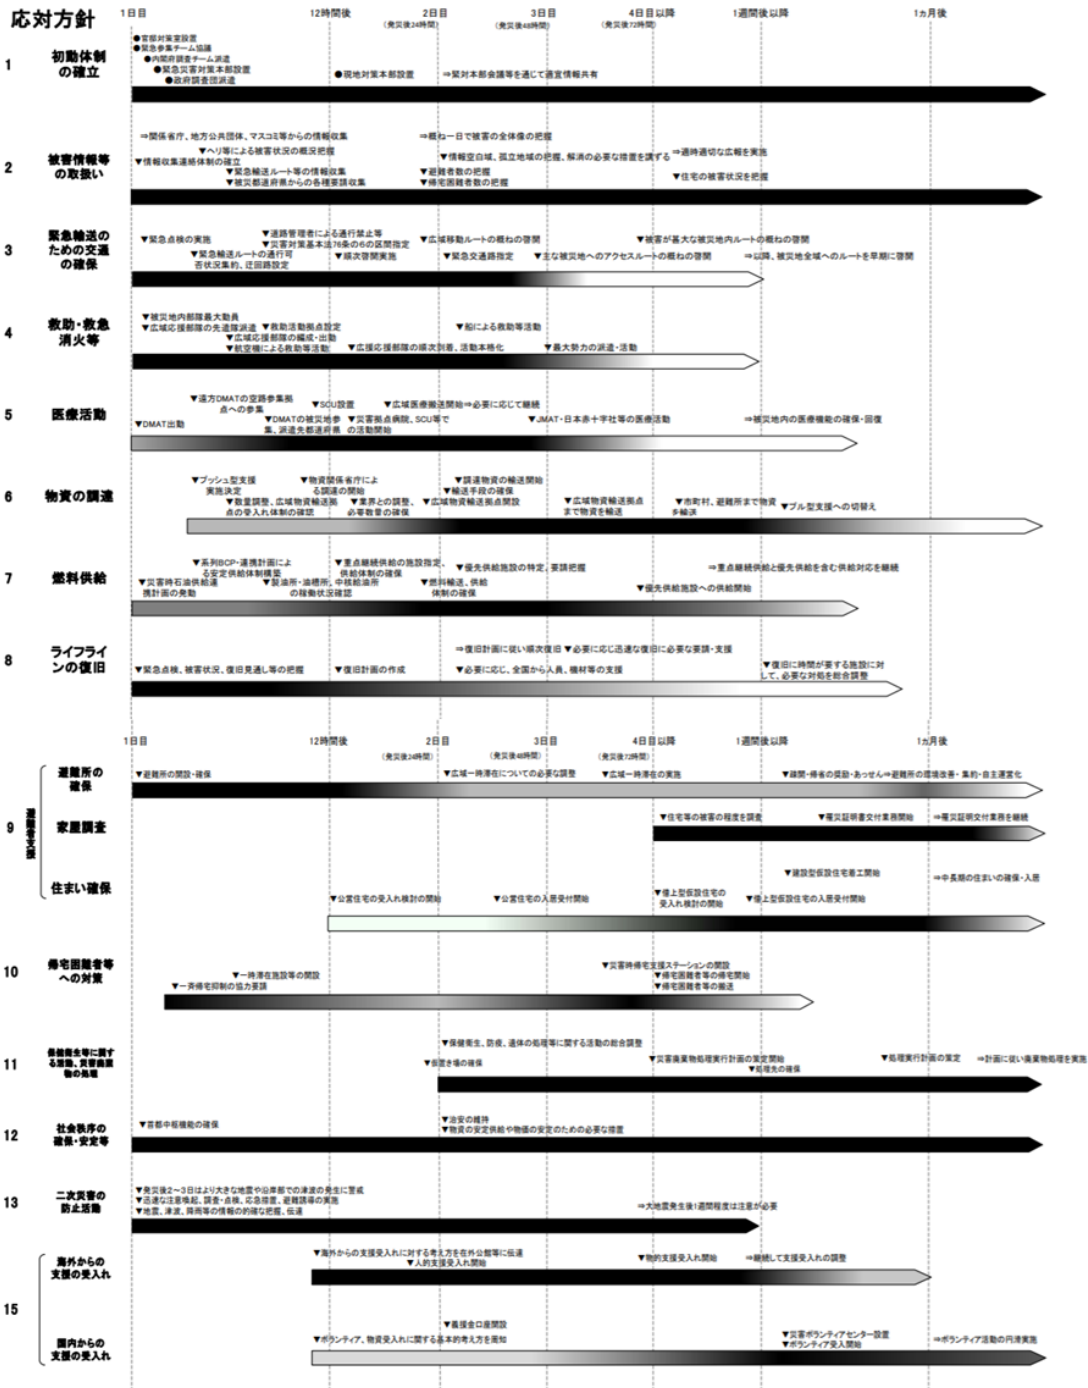 応対方針
1日目 12時間後 2日目 3日目 4日目以降 1週間後以降 1カ月後
(発災後24時間) (発災後48時間) (発災後72時間)
1 初動体制
の確立
●官邸対策室設置
●緊急参集チーム協議
●内閣府調査チーム派遣
●緊急災害対策本部設置
●政府調査団派遣
●現地対策本部設置
⇒緊対本部会議等を通じて適宜情報共有
2 被害情報等
の取扱い
⇒関係省庁、地方公共団体、マスコミ等からの情報収集
⇒概ね一日で被害の全体像の把握
▼ヘリ等による被害状況の概況把握
▼情報空白域、孤立地域の把握、解消の必要な措置を講ずる
⇒適時適切な広報を実施
▼情報収集連絡体制の確立
▼緊急輸送ルート等の情報収集
▼避難者数の把握
▼住宅の被害状況を把握
▼被災都道府県からの各種要請収集
▼帰宅困難者数の把握
3 緊急輸送の
ための交通
の確保
▼緊急点検の実施
▼道路管理者による通行禁止等
▼災害対策基本法76条の6の区間指定
▼広域移動ルートの概ねの啓開
▼被害が甚大な被災地内ルートの概ねの啓開
▼緊急輸送ルートの通行可
否状況集約、迂回路設定
▼順次啓開実施
▼緊急交通路指定
▼主な被災地へのアクセスルートの概ねの啓開
⇒以降、被災地全域へのルートを早期に啓開
4 救助・救急
消火等
▼被災地内部隊最大動員
▼広域応援部隊の先遣隊派遣
▼救助活動拠点設定
▼船による救助等活動
▼広域応援部隊の編成・出動
▼航空機による救助等活動
▼広援応援部隊の順次到着、活動本格化
▼最大勢力の派遣・活動
5 医療活動
▼遠方DMATの空路参集拠
点への参集
▼SCU設置
▼広域医療搬送開始⇒必要に応じて継続
▼DMAT出動
▼DMATの被災地参
集、派遣先都道府県
▼災害拠点病院、SCU等で
の活動開始
▼JMAT・日本赤十字社等の医療活動
⇒被災地内の医療機能の確保・回復
6 物資の調達
▼プッシュ型支援
実施決定
▼物資関係省庁によ
る調達の開始
▼調達物資の輸送開始
▼輸送手段の確保
▼数量調整、広域物資輸送拠
点の受入れ体制の確認
▼業界との調整、
必要数量の確保
▼広域物資輸送拠点開設
▼広域物資輸送拠点
まで物資を輸送
▼市町村、避難所まで物資
を輸送
▼プル型支援への切替え
7 燃料供給
▼系列BCP・連携計画によ
る安定供給体制構築
▼重点継続供給の施設指定、
供給体制の確保
▼優先供給施設の特定、要請把握
⇒重点継続供給と優先供給を含む供給対応を継続
▼災害時石油供給連
携計画の発動
▼製油所・油槽所、中核給油所
の稼働状況確認
▼燃料輸送、供給
体制の確保
▼優先供給施設への供給開始
8 ライフライ
ンの復旧
⇒復旧計画に従い順次復旧
▼必要に応じ迅速な復旧に必要な要請・支援
▼緊急点検、被害状況、復旧見通し等の把握
▼復旧計画の作成
▼必要に応じ、全国から人員、機材等の支援
▼復旧に時間が要する施設に対
して、必要な対処を総合調整
1日目 12時間後 2日目 3日目 4日目以降 1週間後以降 1カ月後
(発災後24時間) (発災後48時間) (発災後72時間)
9 避難者支援
避難所の
確保
▼避難所の開設・確保
▼広域一時滞在についての必要な調整
▼広域一時滞在の実施
▼疎開・帰省の奨励・あっせん⇒避難所の環境改善・集約・自主運営化
家屋調査
▼住宅等の被害の程度を調査
▼罹災証明書交付業務開始
⇒罹災証明交付業務を継続
住まい確保
▼建設型仮設住宅着工開始
⇒中長期の住まいの確保・入居
▼公営住宅の受入れ検討の開始
▼公営住宅の入居受付開始
▼借上型仮設住宅の
受入れ検討の開始
▼借上型仮設住宅の入居受付開始
10 帰宅困難者等
への対策
▼一時滞在施設等の開設
▼一斉帰宅抑制の協力要請
▼災害時帰宅支援ステーションの開設
▼帰宅困難者等の帰宅開始
▼帰宅困難者等の搬送
11 保健衛生等に関す
る活動、災害廃棄
物の処理
▼保健衛生、防疫、遺体の処理等に関する活動の総合調整
▼仮置き場の確保
▼災害廃棄物処理実行計画の策定開始
▼処理先の確保
▼処理実行計画の策定
⇒計画に従い廃棄物処理を実施
12 社会秩序の
確保・安定等
▼首都中枢機能の確保
▼治安の維持
▼物資の安定供給や物価の安定のための必要な措置
13 二次災害の
防止活動
▼発災後2～3日はより大きな地震や沿岸部での津波の発生に警戒
▼迅速な注意喚起、調査・点検、応急措置、避難誘導の実施
▼地震、津波、降雨等の情報の的確な把握、伝達
⇒大地震発生後1週間程度は注意が必要
15 海外からの
支援の受入れ
▼海外からの支援受入れに対する考え方を在外公館等に伝達
▼人的支援受入れ開始
▼物的支援受入れ開始
⇒継続して支援受入れの調整
国内からの
支援の受入れ
▼義援金口座開設
▼ボランティア、物資受入れに関する基本的考え方を周知
▼災害ボランティアセンター設置
▼ボランティア受入開始
⇒ボランティア活動の円滑実施